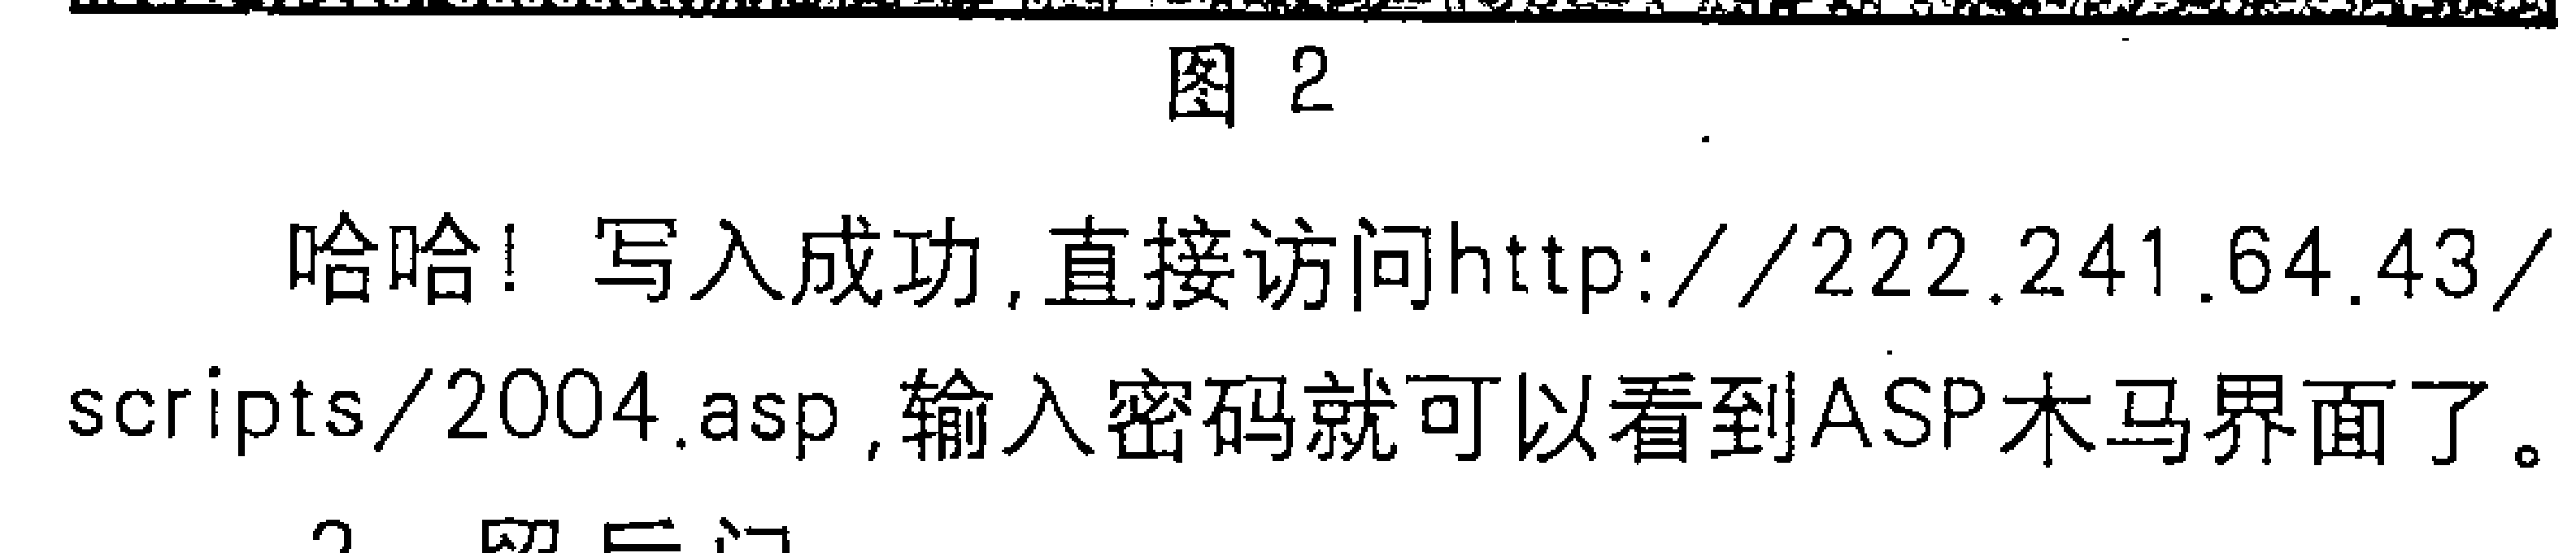 图 2
哈哈! 写入成功,直接访问http://222.241.64.43/
scripts/2004.asp,输入密码就可以看到ASP木马界面了。